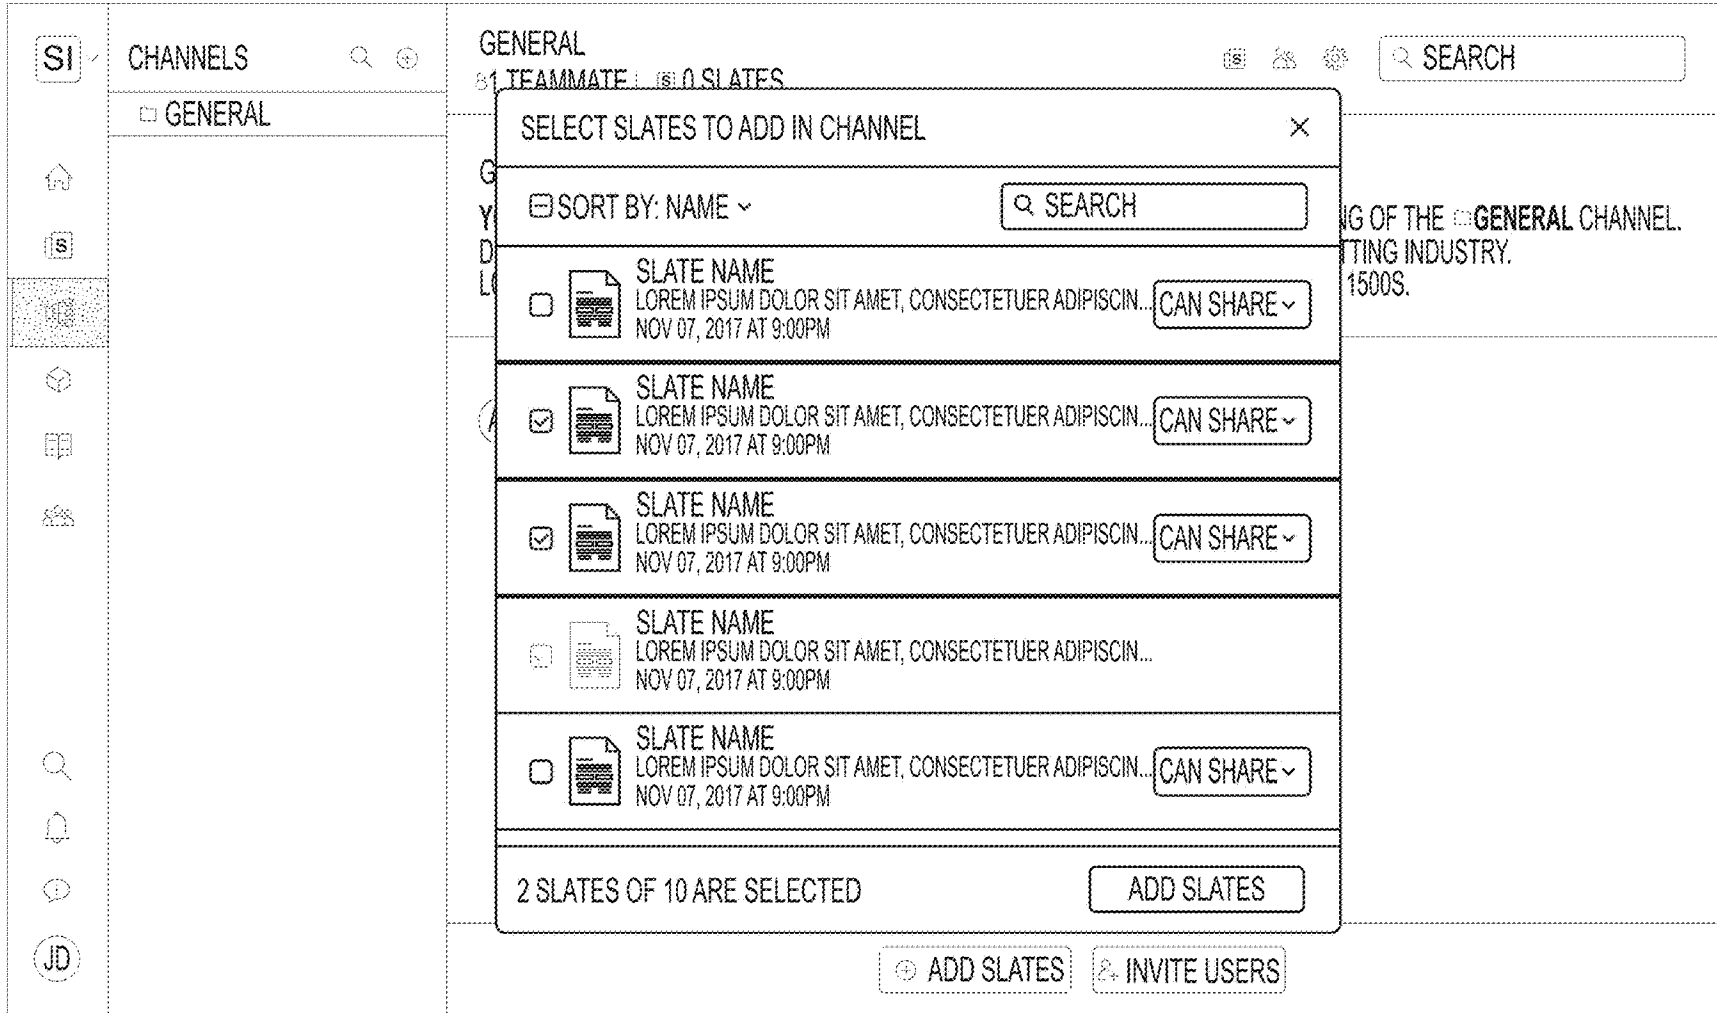 SI
CHANNELS
GENERAL
GENERAL
1 TEAMMATE S 0 SLATES
S
SEARCH
S
JD
SELECT SLATES TO ADD IN CHANNEL
SORT BY: NAME
SEARCH
SLATE NAME
LOREM IPSUM DOLOR SIT AMET, CONSECTETUER ADIPISCIN...
NOV 07, 2017 AT 9:00PM
CAN SHARE
SLATE NAME
LOREM IPSUM DOLOR SIT AMET, CONSECTETUER ADIPISCIN...
NOV 07, 2017 AT 9:00PM
CAN SHARE
SLATE NAME
LOREM IPSUM DOLOR SIT AMET, CONSECTETUER ADIPISCIN...
NOV 07, 2017 AT 9:00PM
CAN SHARE
SLATE NAME
LOREM IPSUM DOLOR SIT AMET, CONSECTETUER ADIPISCIN...
NOV 07, 2017 AT 9:00PM
SLATE NAME
LOREM IPSUM DOLOR SIT AMET, CONSECTETUER ADIPISCIN...
NOV 07, 2017 AT 9:00PM
CAN SHARE
2 SLATES OF 10 ARE SELECTED
ADD SLATES
OF THE GENERAL CHANNEL.
INDUSTRY.
1500S.
ADD SLATES
INVITE USERS